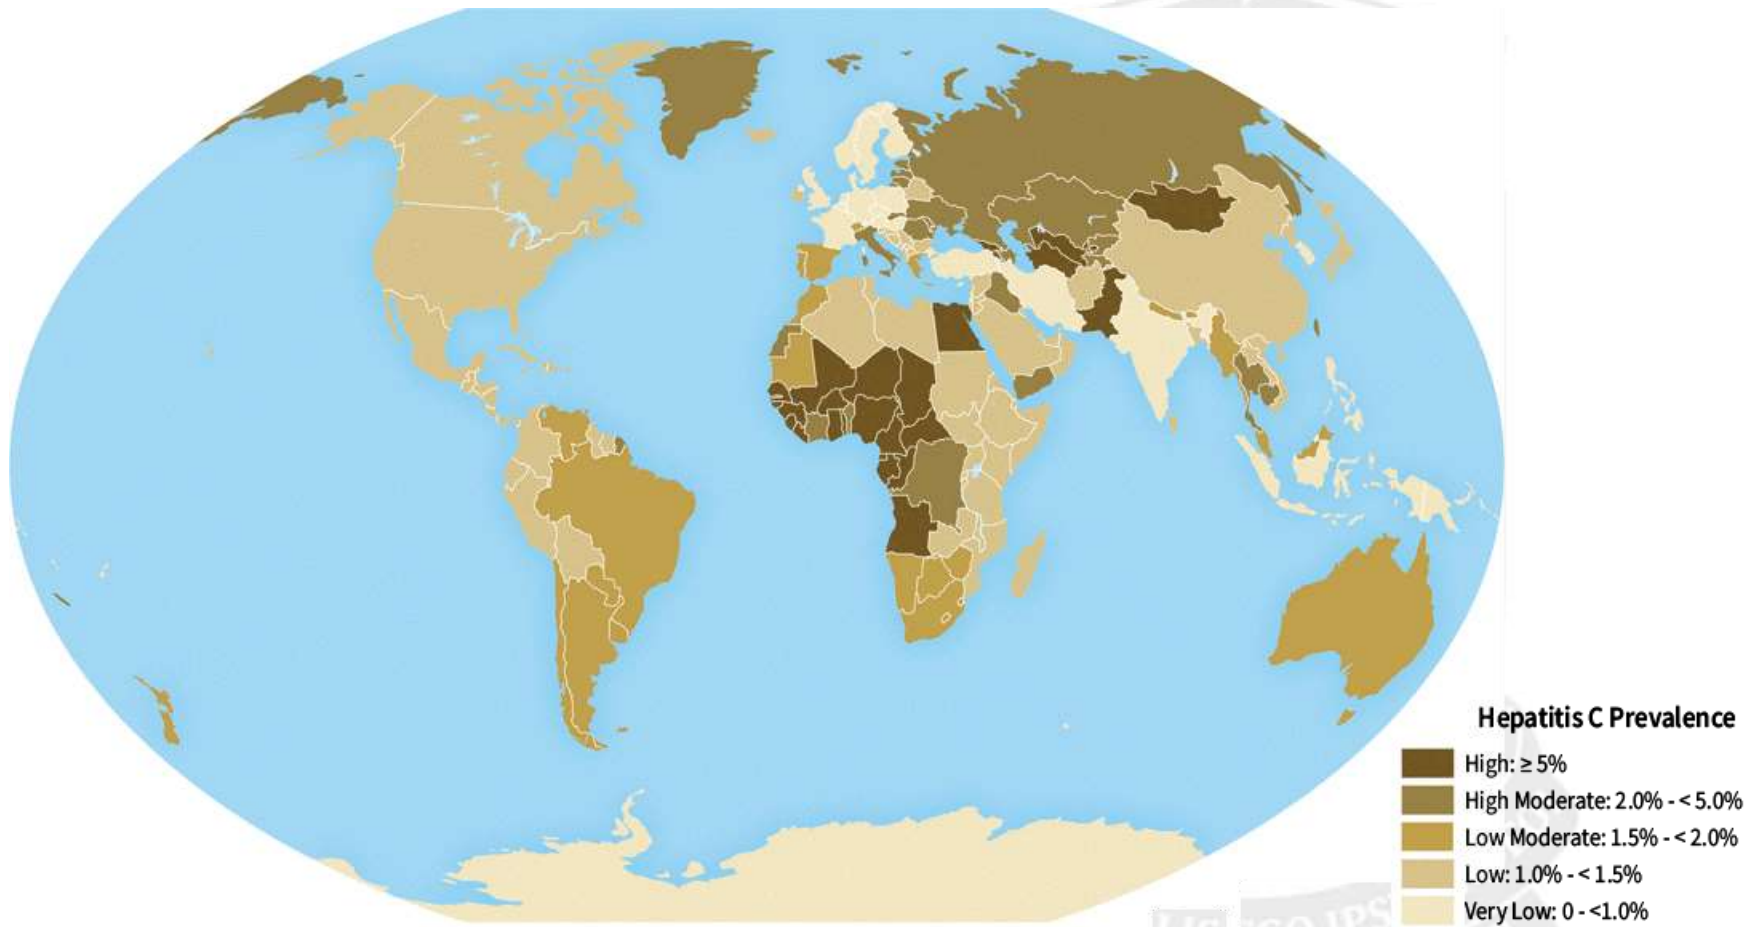 Hepatitis C Prevalence
High: ≥ 5%
High Moderate: 2.0% - < 5.0%
Low Moderate: 1.5% - < 2.0%
Low: 1.0% - < 1.5%
Very Low: 0 - <1.0%